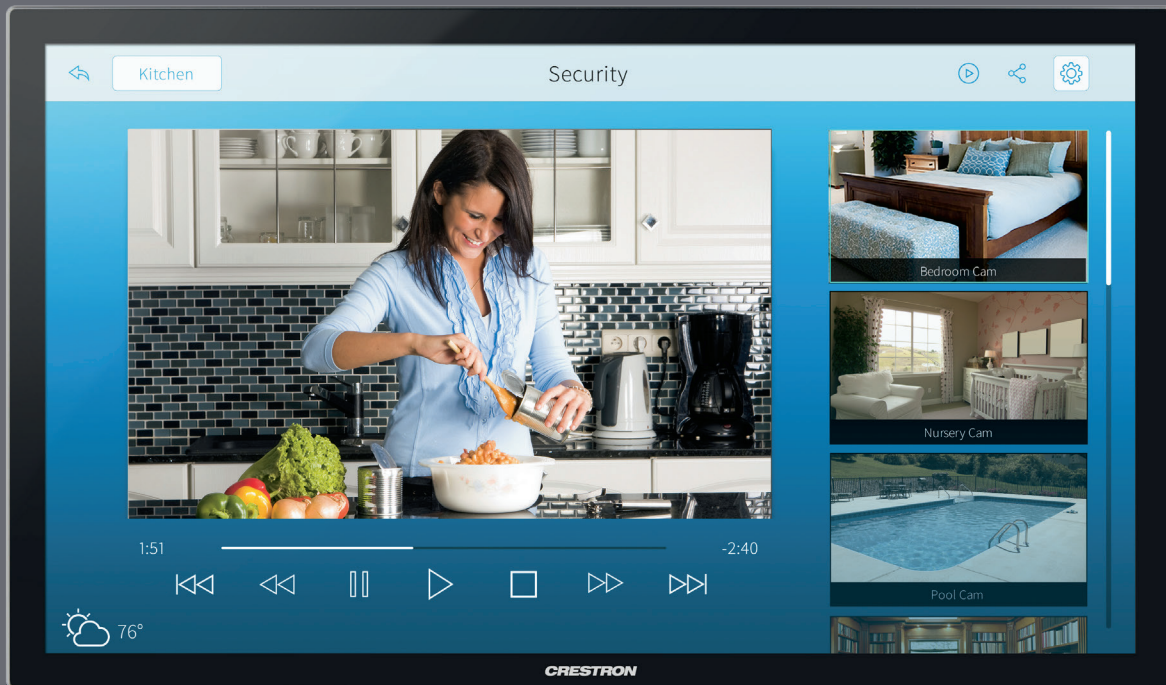 Kitchen
Security
Bedroom Cam
Nursery Cam
Pool Cam
1:51
-2:40
76°
CRESTRON